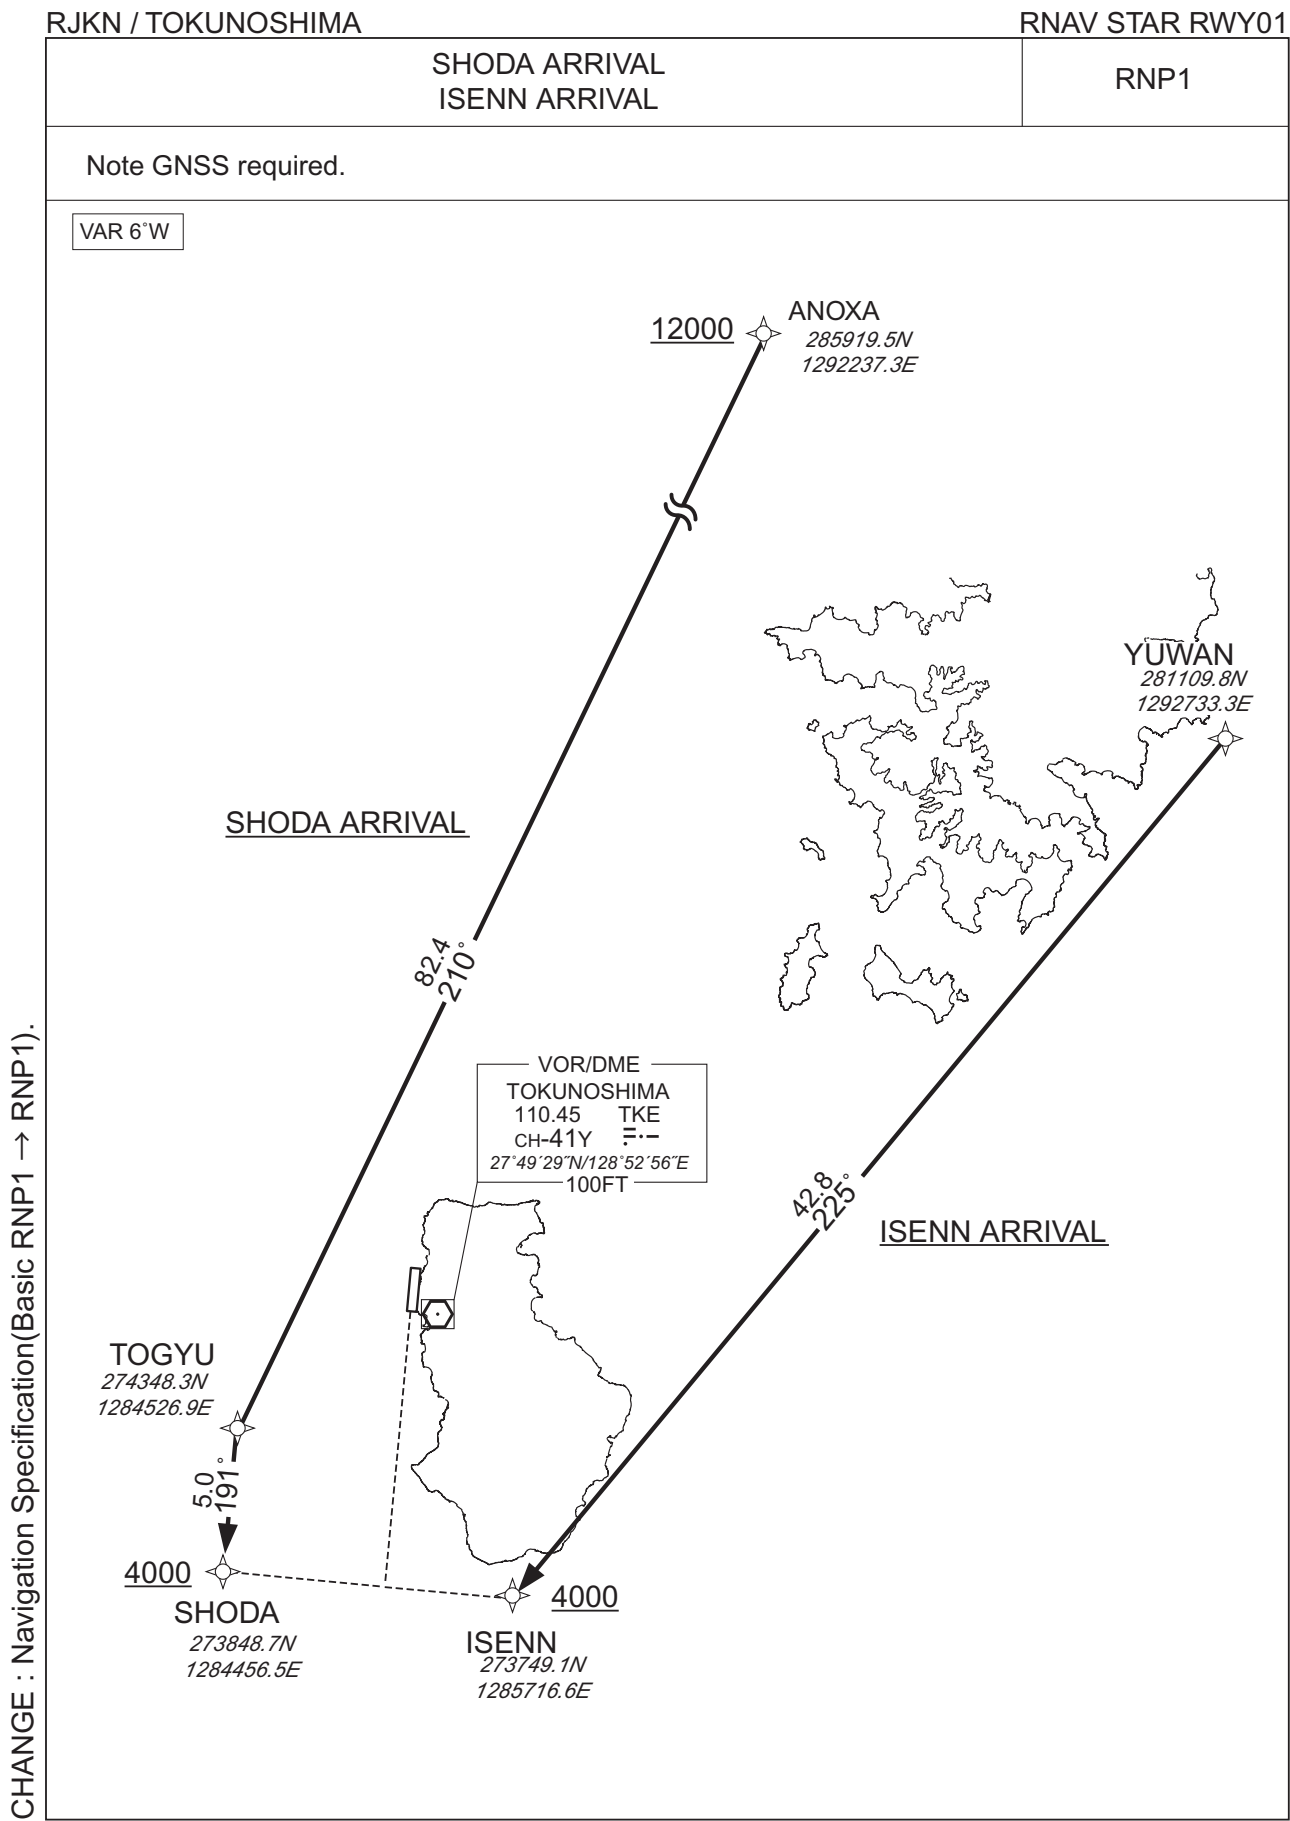 RJKN / TOKUNOSHIMA
RNAV STAR RWY01
SHODA ARRIVAL
ISENN ARRIVAL
RNP1
Note GNSS required.
VAR 6˚W
ANOXA
12000
285919.5N
1292237.3E
YUWAN
281109.8N
1292733.3E
SHODA ARRIVAL
82.4
210˚
VOR/DME
TOKUNOSHIMA
110.45 TKE
CH-41Y
27˚49´29˝N/128˚52´56˝E
100FT
42.8
225˚
ISENN ARRIVAL
TOGYU
274348.3N
1284526.9E
5.0
191˚
4000
SHODA
273848.7N
1284456.5E
4000
ISENN
273749.1N
1285716.6E
CHANGE : Navigation Specification(Basic RNP1 → RNP1).